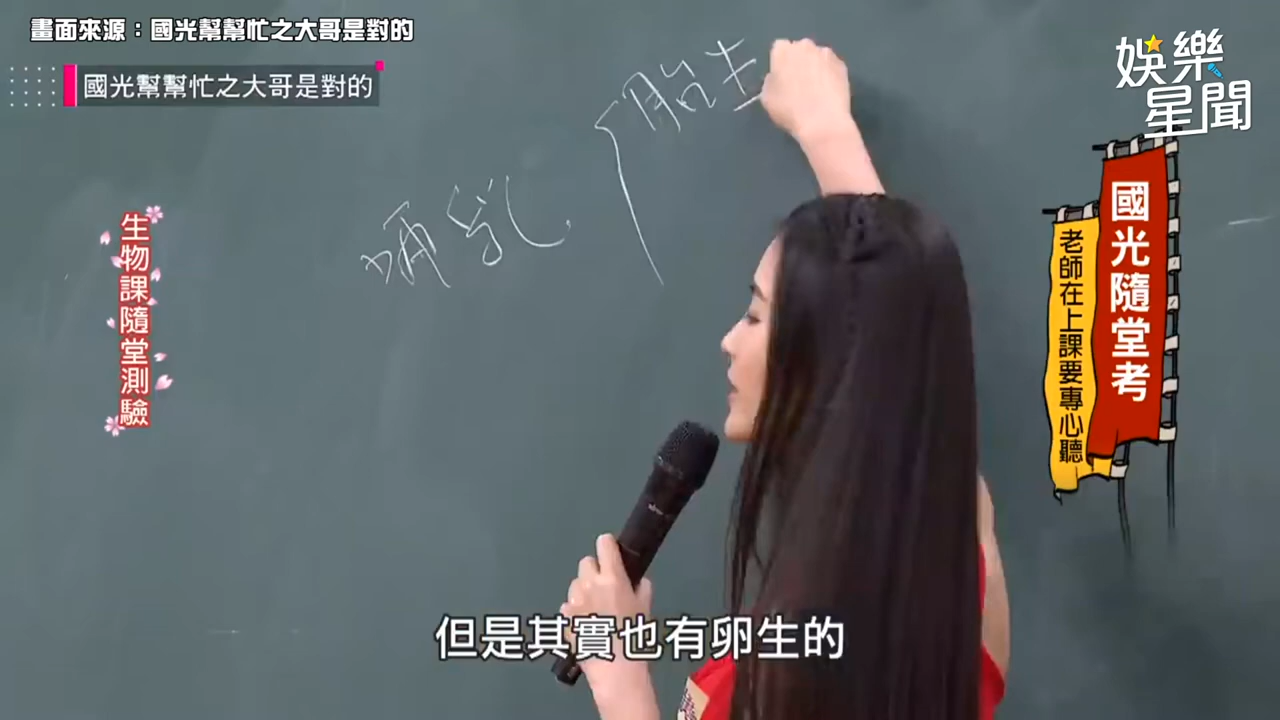 畫面來源：國光幫幫忙之大哥是對的
國光幫幫忙之大哥是對的
娛樂
星聞
國光隨堂考
老師在上課要專心聽
生物課隨堂測驗
哺乳
胎生
但是其實也有卵生的